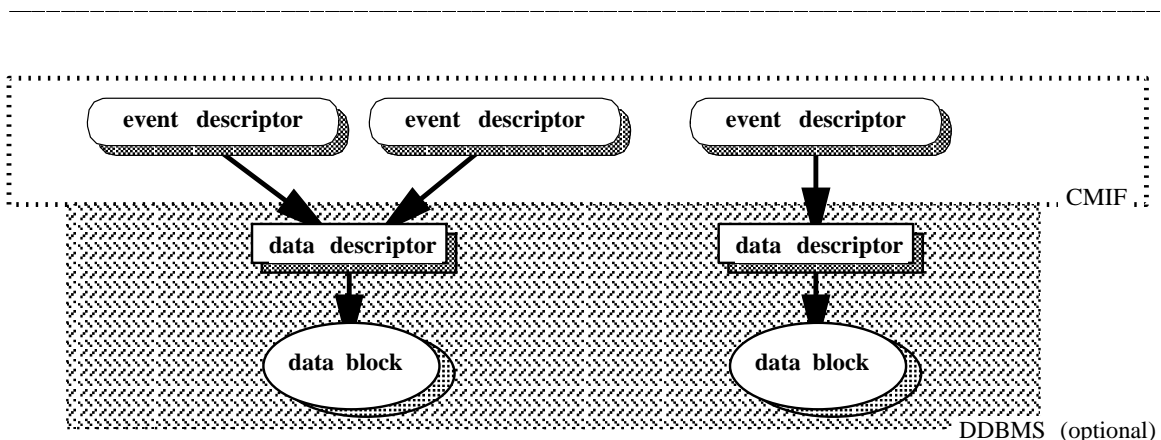 event descriptor
event descriptor
event descriptor
CMIF
data descriptor
data descriptor
data block
data block
DDBMS (optional)